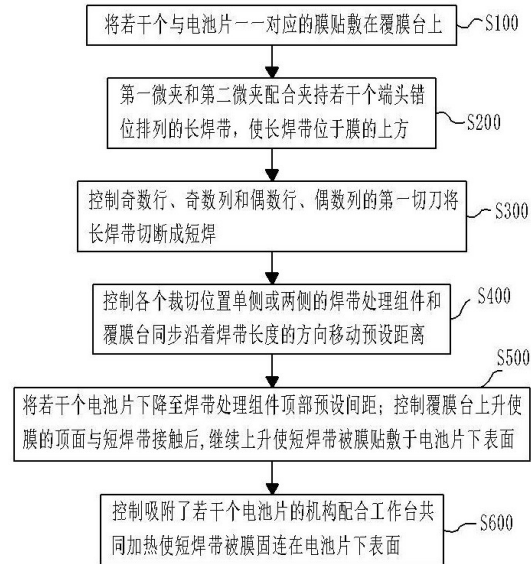 将若干个与电池片一一对应的膜贴敷在覆膜台上
S100
第一微夹和第二微夹配合夹持若干个端头错
位排列的长焊带，使长焊带位于膜的上方
S200
控制奇数行、奇数列和偶数行、偶数列的第一切刀将
长焊带切断成短焊
S300
控制各个裁切位置单侧或两侧的焊带处理组件和
覆膜台同步沿着焊带长度的方向移动预设距离
S400
将若干个电池片下降至焊带处理组件顶部预设间距；控制覆膜台上升使
膜的顶面与短焊带接触后,继续上升使短焊带被膜贴敷于电池片下表面
S500
控制吸附了若干个电池片的机构配合工作台共
同加热使短焊带被膜固连在电池片下表面
S600